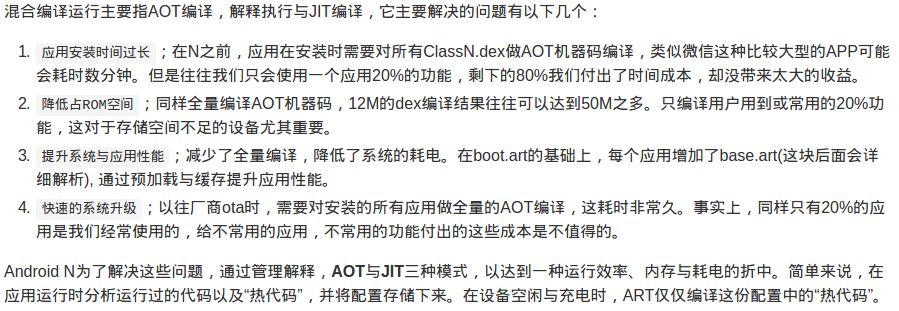 混合编译运行主要指AOT编译，解释执行与JIT编译，它主要解决的问题有以下几个：
1. 应用安装时间过长；在N之前，应用在安装时需要对所有ClassN.dex做AOT机器码编译，类似微信这种比较大型的APP可能
会耗时数分钟。但是往往我们只会使用一个应用20%的功能，剩下的80%我们付出了时间成本，却没带来太大的收益。
2. 降低占ROM空间；同样全量编译AOT机器码，12M的dex编译结果往往可以达到50M之多。只编译用户用到或常用的20%功
能，这对于存储空间不足的设备尤其重要。
3. 提升系统与应用性能；减少了全量编译，降低了系统的耗电。在boot.art的基础上，每个应用增加了base.art(这块后面会详
细解析), 通过预加载与缓存提升应用性能。
4. 快速的系统升级；以往厂商ota时，需要对安装的所有应用做全量的AOT编译，这耗时非常久。事实上，同样只有20%的应
用是我们经常使用的，给不常用的应用，不常用的功能付出的这些成本是不值得的。
Android N为了解决这些问题，通过管理解释，AOT与JIT三种模式，以达到一种运行效率、内存与耗电的折中。简单来说，在
应用运行时分析运行过的代码以及“热代码”，并将配置存储下来。在设备空闲与充电时，ART仅仅编译这份配置中的“热代码”。